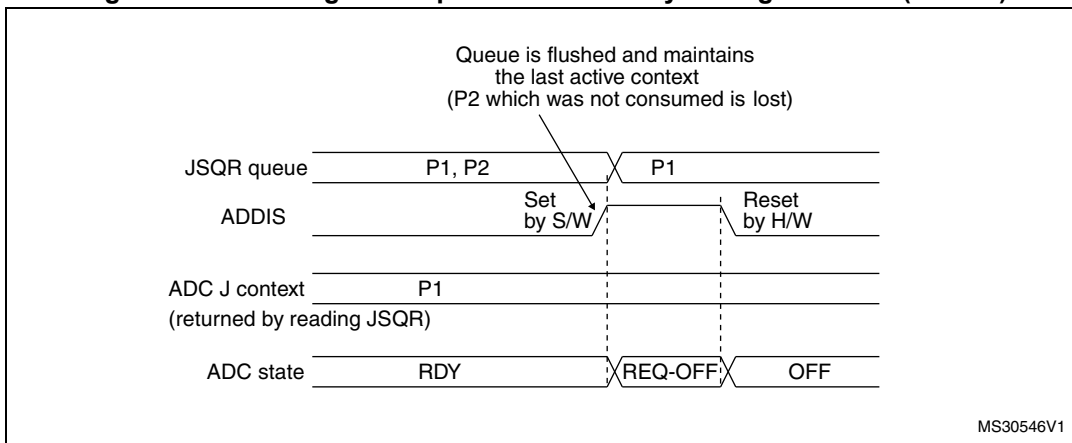 Queue is flushed and maintains
the last active context
(P2 which was not consumed is lost)
JSQR queue
P1, P2
P1
ADDIS
Set
by S/W
Reset
by H/W
ADC J context
(returned by reading JSQR)
P1
ADC state
RDY
REQ-OFF
OFF
MS30546V1